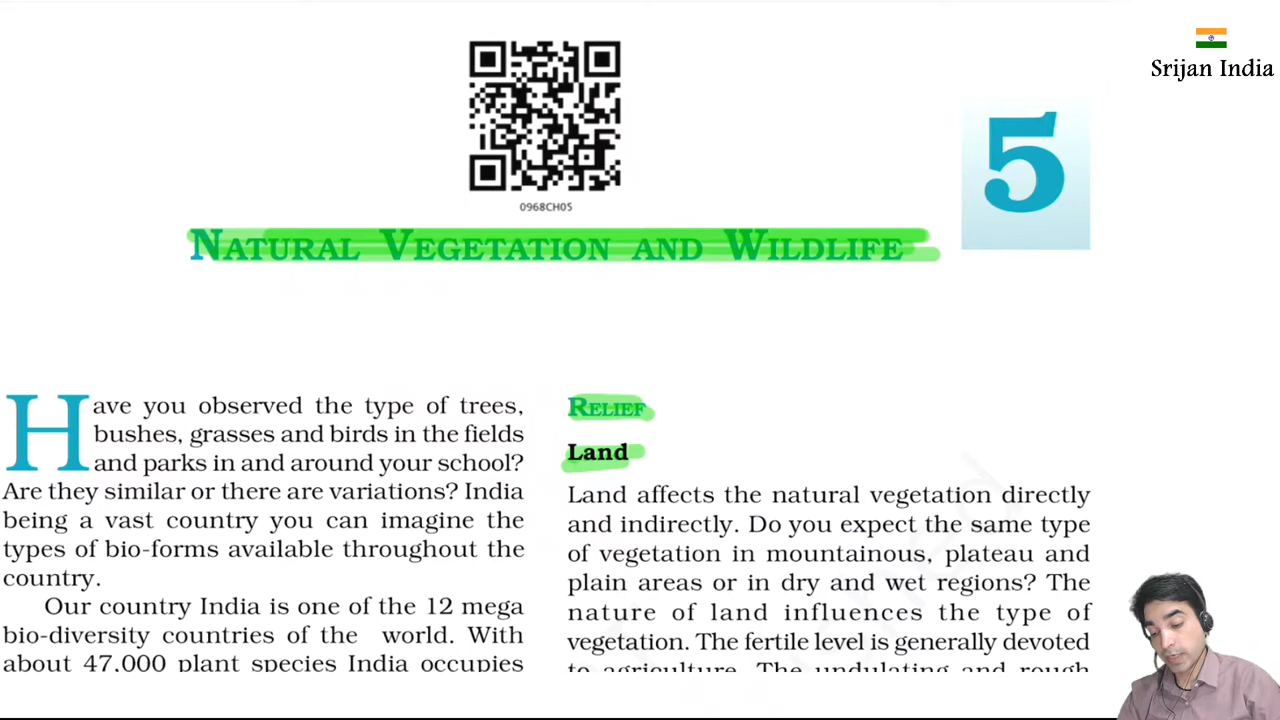 Srijan India
5
0968CH05
NATURAL VEGETATION AND WILDLIFE
Have you observed the type of trees,
bushes, grasses and birds in the fields
and parks in and around your school?
Are they similar or there are variations? India
being a vast country you can imagine the
types of bio-forms available throughout the
country.
Our country India is one of the 12 mega
bio-diversity countries of the world. With
about 47,000 plant species India occupies
RELIEF
Land
Land affects the natural vegetation directly
and indirectly. Do you expect the same type
of vegetation in mountainous, plateau and
plain areas or in dry and wet regions? The
nature of land influences the type of
vegetation. The fertile level is generally devoted
to agriculture. The undulating and rough